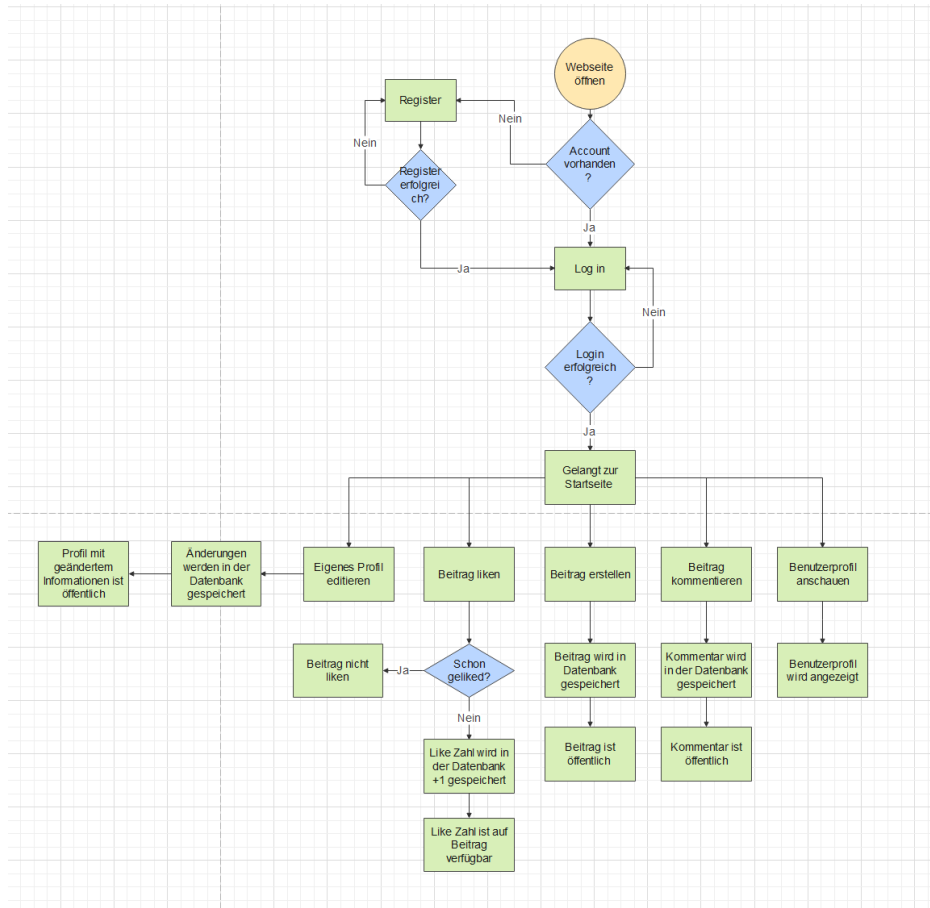 Webseite
öffnen
Register
Nein
Nein
Account
vorhanden
?
Register
erfolgrei
ch?
Ja
Ja
Log in
Nein
Login
erfolgreich
?
Ja
Gelangt zur
Startseite
Profil mit
geändertem
Informationen ist
öffentlich
Änderungen
werden in der
Datenbank
gespeichert
Eigenes Profil
editieren
Beitrag liken
Beitrag erstellen
Beitrag
kommentieren
Benutzerprofil
anschauen
Beitrag nicht
liken
Ja
Schon
geliked?
Beitrag wird in
Datenbank
gespeichert
Kommentar wird
in der Datenbank
gespeichert
Benutzerprofil
wird angezeigt
Nein
Like Zahl wird in
der Datenbank
+1 gespeichert
Beitrag ist
öffentlich
Kommentar ist
öffentlich
Like Zahl ist auf
Beitrag
verfügbar